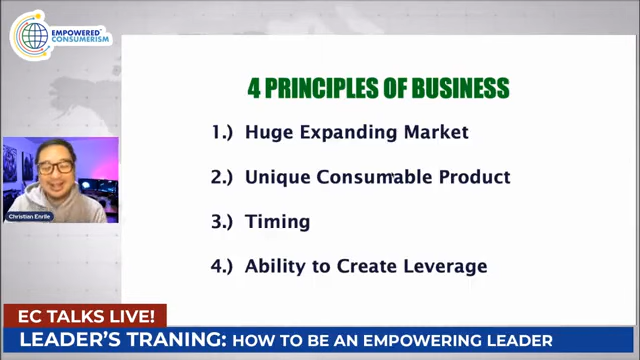 EMPOWERED
CONSUMERISM
4 PRINCIPLES OF BUSINESS
1.) Huge Expanding Market
2.) Unique Consumable Product
3.) Timing
4.) Ability to Create Leverage
Christian Enrile
EC TALKS LIVE!
LEADER'S TRANING: HOW TO BE AN EMPOWERING LEADER